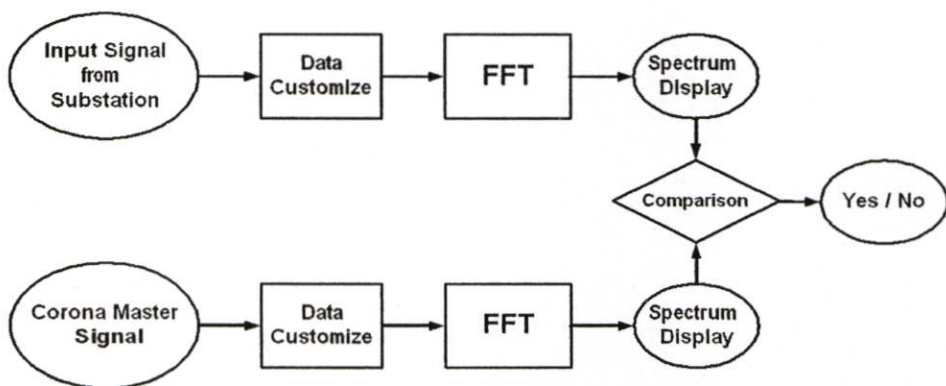 Input Signal
from
Substation
Data
Customize
FFT
Spectrum
Display
Comparison
Yes / No
Corona Master
Signal
Data
Customize
FFT
Spectrum
Display